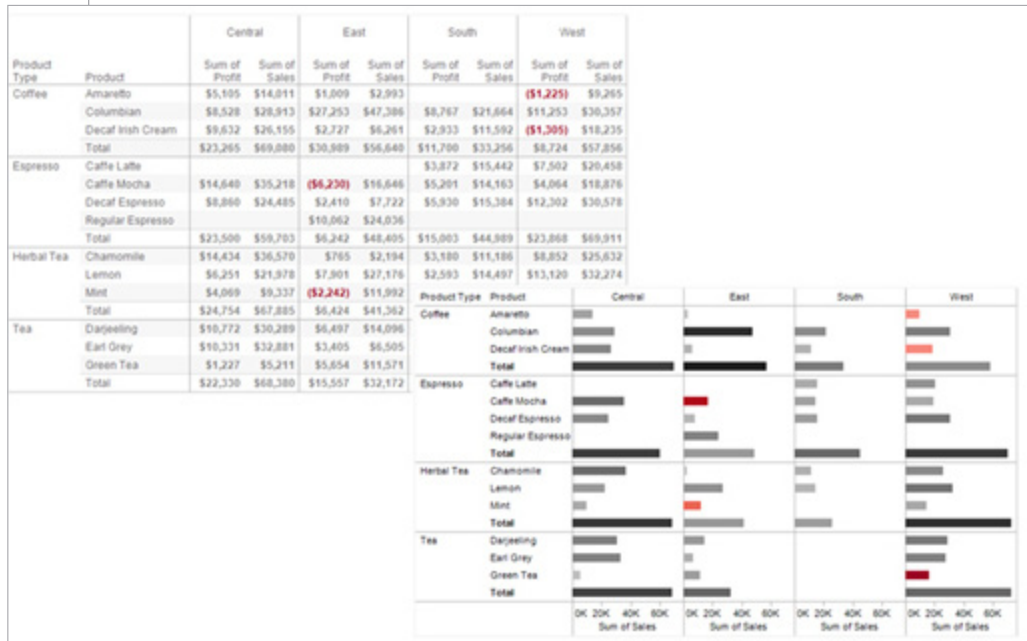 Central East South West
Product Type Product Sum of Profit Sum of Sales Sum of Profit Sum of Sales Sum of Profit Sum of Sales Sum of Profit Sum of Sales
Coffee Amaretto $5,105 $14,011 $1,009 $2,993 ($1,225) $9,265
Columbian $8,528 $28,913 $27,253 $47,386 $8,767 $21,664 $11,253 $30,357
Decaf Irish Cream $9,632 $26,155 $2,727 $6,261 $2,933 $11,592 ($1,305) $18,235
Total $23,265 $69,080 $30,989 $56,640 $11,700 $33,256 $8,724 $57,856
Espresso Caffe Latte $3,872 $15,442 $7,502 $20,458
Caffe Mocha $14,640 $35,218 ($6,230) $16,646 $5,201 $14,163 $4,064 $18,876
Decaf Espresso $8,860 $24,485 $2,410 $7,722 $5,930 $15,384 $12,302 $30,578
Regular Espresso $10,062 $24,036
Total $23,500 $59,703 $6,242 $48,405 $15,003 $44,989 $23,868 $69,911
Herbal Tea Chamomile $14,434 $36,570 $765 $2,194 $3,180 $11,186 $8,852 $25,632
Lemon $6,251 $21,978 $7,901 $27,176 $2,593 $14,497 $13,120 $32,274
Mint $4,069 $9,337 ($2,242) $11,992
Total $24,754 $67,885 $6,424 $41,362
Tea Darjeeling $10,772 $30,289 $6,497 $14,096
Earl Grey $10,331 $32,881 $3,405 $6,505
Green Tea $1,227 $5,211 $5,654 $11,571
Total $22,330 $68,380 $15,557 $32,172
Product Type Product Central East South West
Coffee Amaretto
Columbian
Decaf Irish Cream
Total
Espresso Caffe Latte
Caffe Mocha
Decaf Espresso
Regular Espresso
Total
Herbal Tea Chamomile
Lemon
Mint
Total
Tea Darjeeling
Earl Grey
Green Tea
Total
0K 20K 40K 60K 0K 20K 40K 60K 0K 20K 40K 60K 0K 20K 40K 60K
Sum of Sales Sum of Sales Sum of Sales Sum of Sales